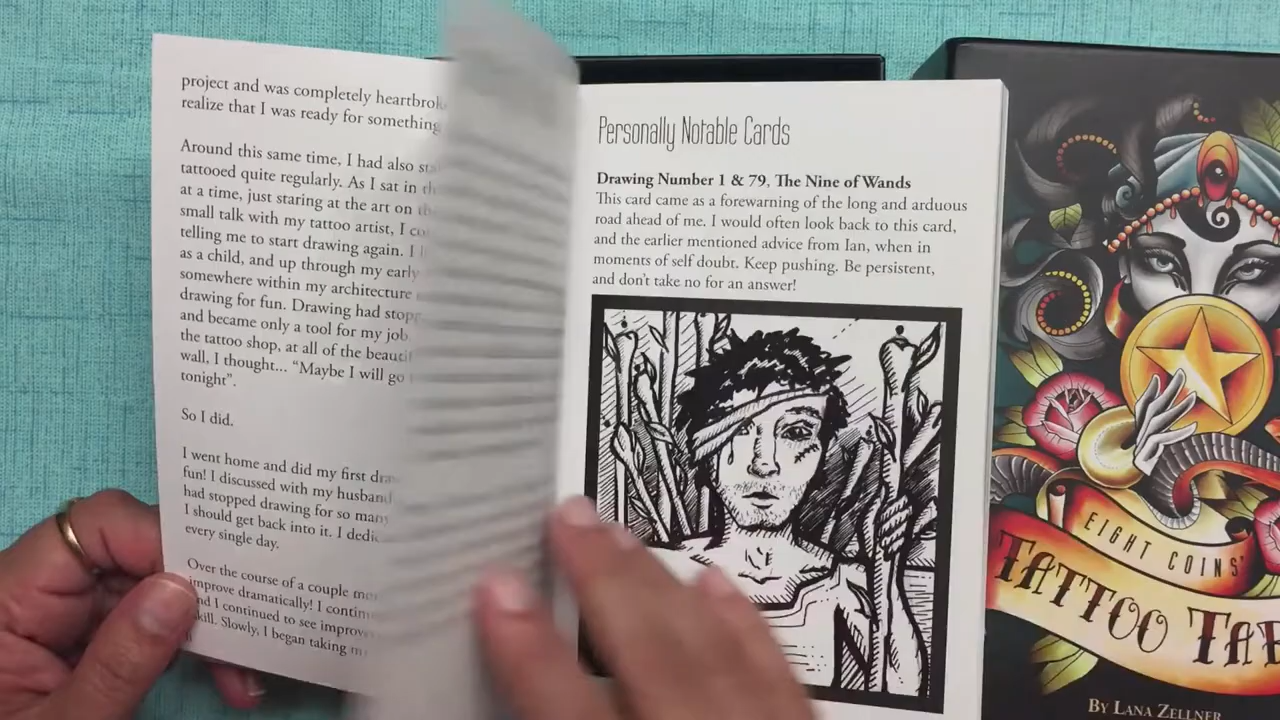 project and was completely
realize that I was ready for something
Around this same time, I had also
tattooed quite regularly. As I sat in
at a time, just staring at the art on
small talk with my tattoo artist, I
telling me to start drawing again. I
as a child, and up through my early
somewhere within my architecture
drawing for fun. Drawing had
and became only a tool for my job
the tattoo shop, at all of the
wall, I thought... “Maybe I will go
tonight”.
So I did.
I went home and did my first
fun! I discussed with my husband
had stopped drawing for so many
I should get back into it. I
every single day.
Over the course of a couple
improve dramatically! I
and I continued to see
skill. Slowly, I began taking
Personally Notable Cards
Drawing Number 1 & 79, The Nine of Wands
This card came as a forewarning of the long and arduous
road ahead of me. I would often look back to this card,
and the earlier mentioned advice from Ian, when in
moments of self doubt. Keep pushing. Be persistent,
and don't take no for an answer!
EIGHT COINS'
TATTOO
BY LANA ZELLNER